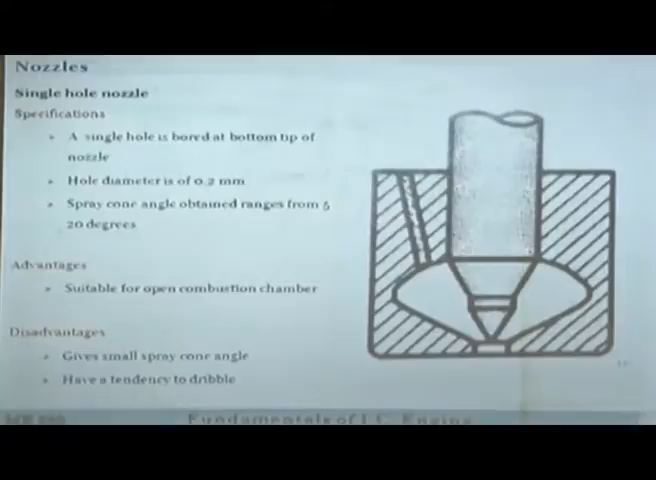 Nozzles
Single hole nozzle
Specifications
A single hole is bored at bottom tip of
nozzle
Hole diameter is of 0.2 mm
Spray cone angle obtained ranges from 5
20 degrees
Advantages
Suitable for open combustion chamber
Disadvantages
Gives small spray cone angle
Have a tendency to dribble
Fundamentals of I.C. Engine